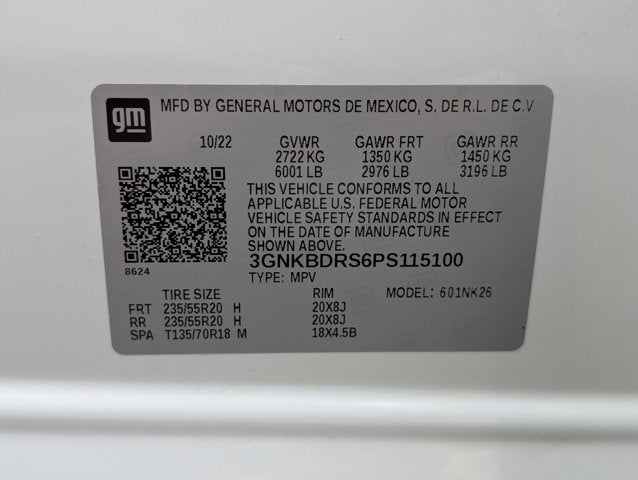 gm
MFD BY GENERAL MOTORS DE MEXICO, S. DE R.L. DE C.V
10/22 GVWR GAWR FRT GAWR RR
2722 KG 1350 KG 1450 KG
6001 LB 2976 LB 3196 LB
THIS VEHICLE CONFORMS TO ALL
APPLICABLE U.S. FEDERAL MOTOR
VEHICLE SAFETY STANDARDS IN EFFECT
ON THE DATE OF MANUFACTURE
SHOWN ABOVE.
8624
3GNKBDRS6PS115100
TYPE: MPV
TIRE SIZE RIM MODEL: 601NK26
FRT 235/55R20 H 20X8J
RR 235/55R20 H 20X8J
SPA T135/70R18 M 18X4.5B